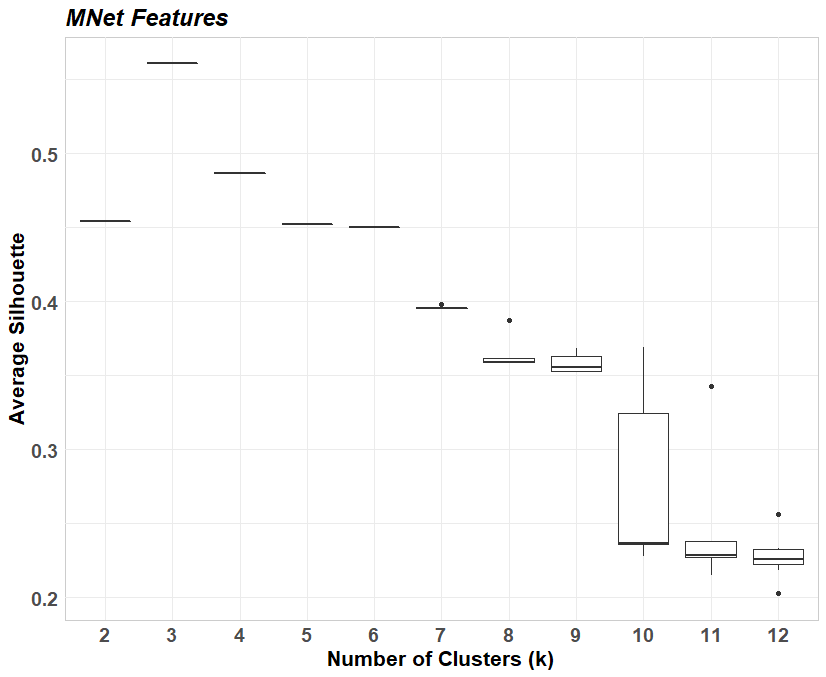 MNet Features
Average Silhouette
0.5
0.4
0.3
0.2
2 3 4 5 6 7 8 9 10 11 12
Number of Clusters (k)